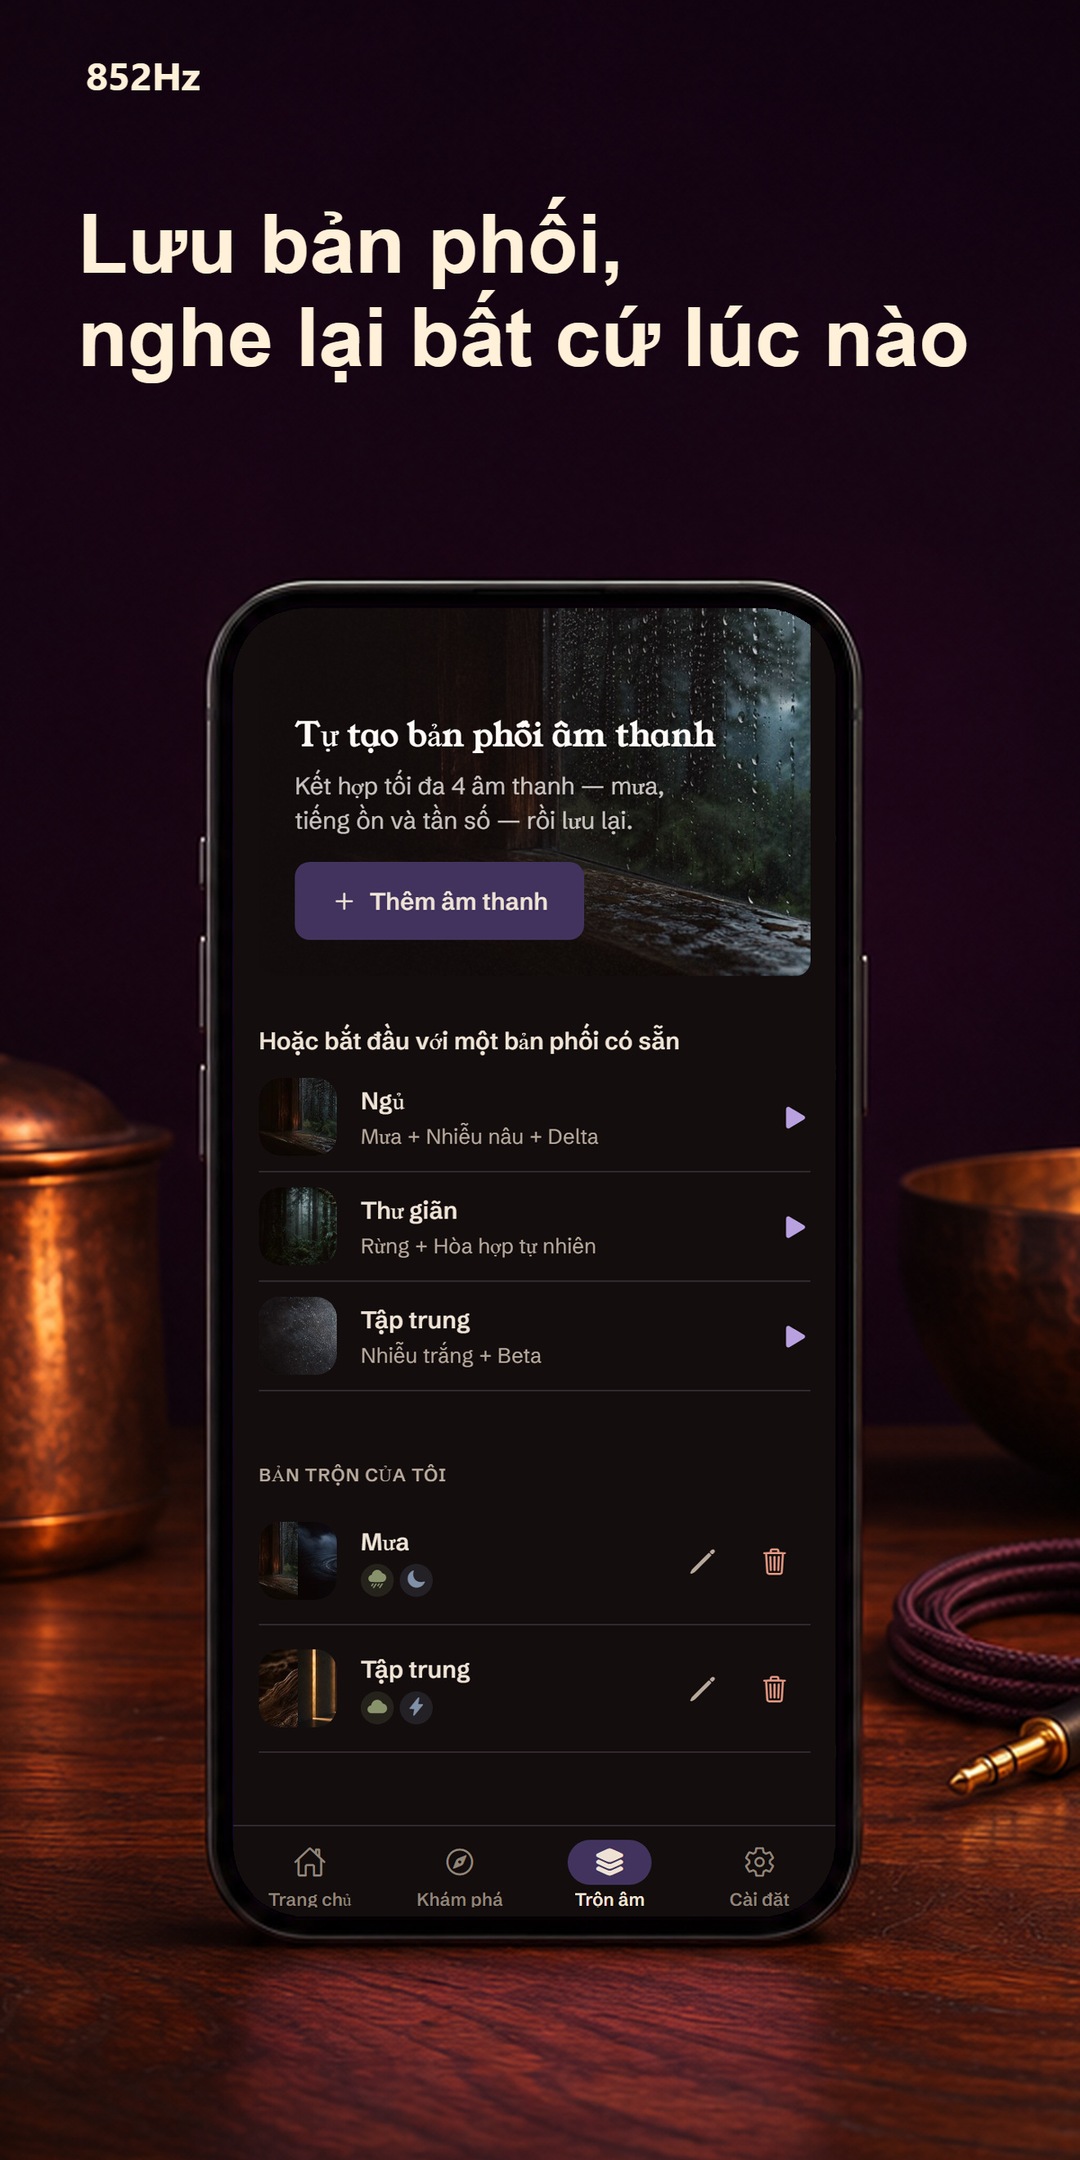 852Hz
Lưu bản phối,
nghe lại bất cứ lúc nào
Tự tạo bản phối âm thanh
Kết hợp tối đa 4 âm thanh — mưa,
tiếng ồn và tần số — rồi lưu lại.
+ Thêm âm thanh
Hoặc bắt đầu với một bản phối có sẵn
Ngủ
Mưa + Nhiễu nâu + Delta
Thư giãn
Rừng + Hòa hợp tự nhiên
Tập trung
Nhiễu trắng + Beta
BẢN TRỘN CỦA TÔI
Mưa
Tập trung
Trang chủ
Khám phá
Trộn âm
Cài đặt